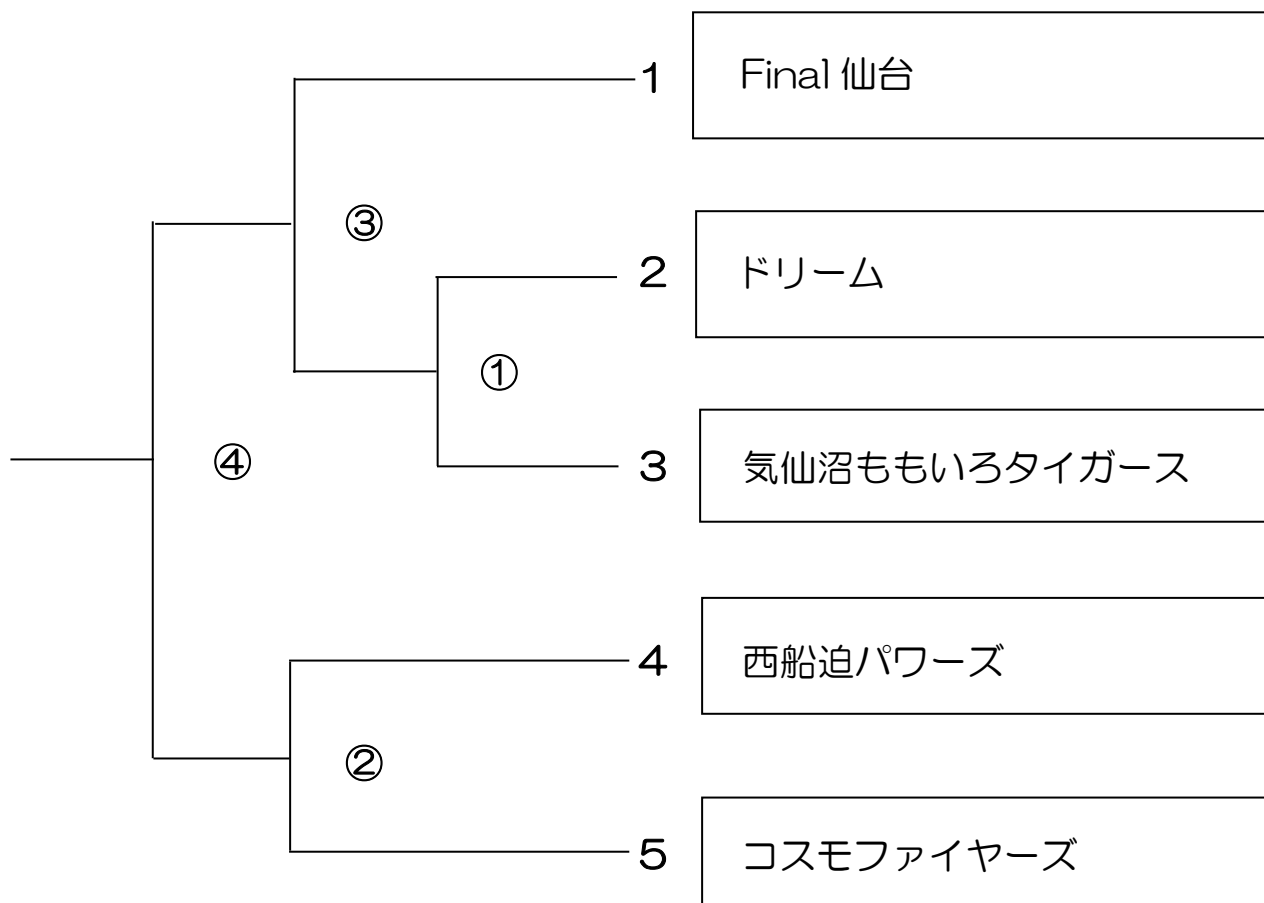 1 Final 仙台
③
2 ドリーム
①
3 気仙沼ももいろタイガース
④
4 西船迫パワーズ
②
5 コスモファイヤーズ